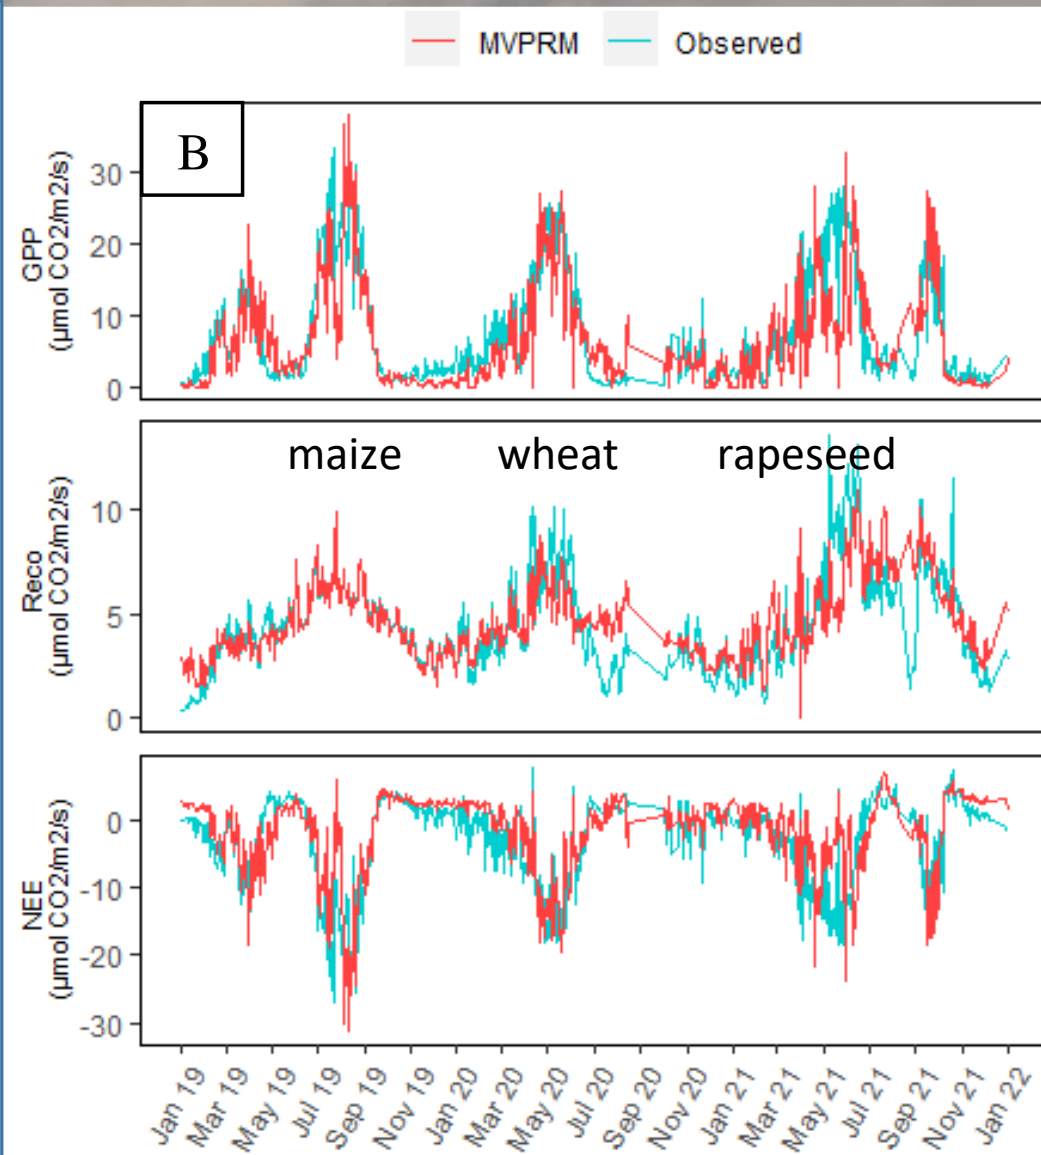 MVPRM Observed
B
GPP
(µmol CO2/m2/s)
30
20
10
0
maize wheat rapeseed
Reco
(µmol CO2/m2/s)
10
5
0
NEE
(µmol CO2/m2/s)
0
-10
-20
-30
Jan 19 Mar 19 May 19 Jul 19 Sep 19 Nov 19 Jan 20 Mar 20 May 20 Jul 20 Sep 20 Nov 20 Jan 21 Mar 21 May 21 Jul 21 Sep 21 Nov 21 Jan 22